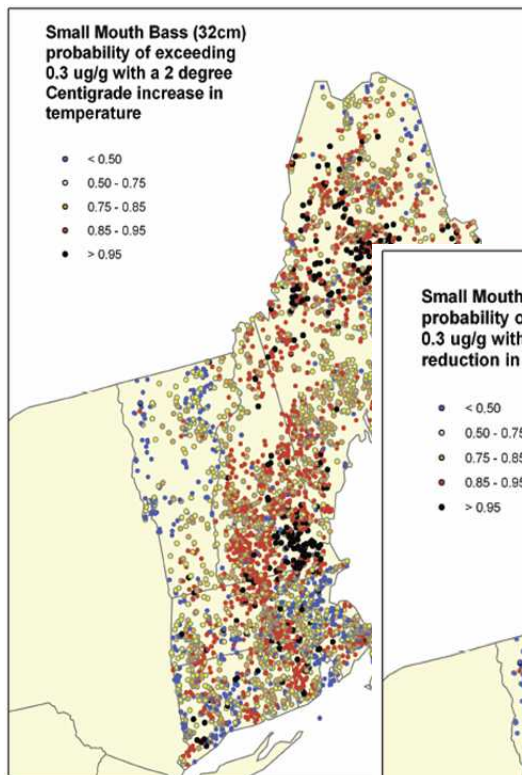 Small Mouth Bass (32cm)
probability of exceeding
0.3 ug/g with a 2 degree
Centigrade increase in
temperature
< 0.50
0.50 - 0.75
0.75 - 0.85
0.85 - 0.95
> 0.95
Small Mouth
probability o
0.3 ug/g with
reduction in
< 0.50
0.50 - 0.75
0.75 - 0.85
0.85 - 0.95
> 0.95